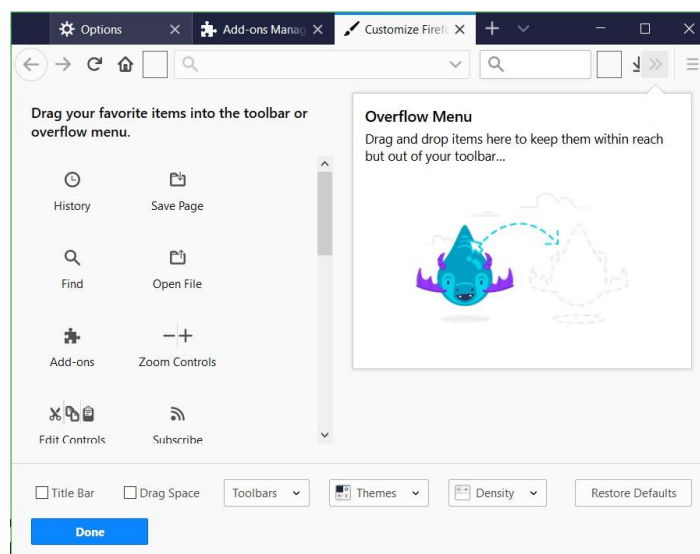 Options
Add-ons Manag
Customize Firef
Drag your favorite items into the toolbar or
overflow menu.
Overflow Menu
Drag and drop items here to keep them within reach
but out of your toolbar...
History
Save Page
Find
Open File
Add-ons
Zoom Controls
Edit Controls
Subscribe
Title Bar
Drag Space
Toolbars
Themes
Density
Restore Defaults
Done